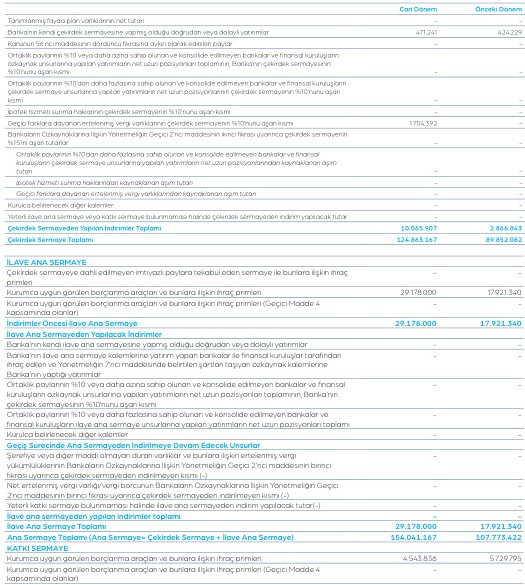 Cari Dönem Önceki Dönem
Tanımlanmış fayda plan varlıklarının net tutarı – –
Banka'nın kendi çekirdek sermayesine yapmış olduğu doğrudan veya dolaylı yatırımlar 471.241 424.229
Kanunun 56 ncı maddesinin dördüncü fıkrasına aykırı olarak edinilen paylar – –
Ortaklık paylarının %10 veya daha azına sahip olunan ve konsolide edilmeyen bankalar ve finansal kuruluşların
özkaynak unsurlarına yapılan yatırımların net uzun pozisyonları toplamının, Banka'nın çekirdek sermayesinin
%10'nunu aşan kısmı – –
Ortaklık paylarının %10'dan daha fazlasına sahip olunan ve konsolide edilmeyen bankalar ve finansal kuruluşların
çekirdek sermaye unsurlarına yapılan yatırımların net uzun pozisyonlarının çekirdek sermayenin %10'nunu aşan
kısmı – –
İpotek hizmeti sunma haklarının çekirdek sermayenin %10'nunu aşan kısmı – –
Geçici farklara dayanan ertelenmiş vergi varlıklarının çekirdek sermayenin %10'nunu aşan kısmı 1.704.392 –
Bankaların Özkaynaklarına İlişkin Yönetmeliğin Geçici 2'nci maddesinin ikinci fıkrası uyarınca çekirdek sermayenin
%15'ini aşan tutarlar – –
Ortaklık paylarının %10'dan daha fazlasına sahip olunan ve konsolide edilmeyen bankalar ve finansal
kuruluşların çekirdek sermaye unsurlarına yapılan yatırımların net uzun pozisyonlarından kaynaklanan aşım
tutarı – –
İpotek hizmeti sunma haklarından kaynaklanan aşım tutarı – –
Geçici farklara dayanan ertelenmiş vergi varlıklarından kaynaklanan aşım tutarı – –
Kurulca belirlenecek diğer kalemler – –
Yeterli ilave ana sermaye veya katkı sermaye bulunmaması halinde çekirdek sermayeden indirim yapılacak tutar – –
Çekirdek Sermayeden Yapılan İndirimler Toplamı 10.065.907 2.866.843
Çekirdek Sermaye Toplamı 124.863.167 89.852.082
İLAVE ANA SERMAYE
Çekirdek sermayeye dahil edilmeyen imtiyazlı paylara tekabül eden sermaye ile bunlara ilişkin ihraç
primleri – –
Kurumca uygun görülen borçlanma araçları ve bunlara ilişkin ihraç primleri 29.178.000 17.921.340
Kurumca uygun görülen borçlanma araçları ve bunlara ilişkin ihraç primleri (Geçici Madde 4
kapsamında olanlar) – –
İndirimler Öncesi İlave Ana Sermaye 29.178.000 17.921.340
İlave Ana Sermayeden Yapılacak İndirimler
Banka'nın kendi ilave ana sermayesine yapmış olduğu doğrudan veya dolaylı yatırımlar – –
Banka'nın ilave ana sermaye kalemlerine yatırım yapan bankalar ile finansal kuruluşlar tarafından
ihraç edilen ve Yönetmeliğin 7'nci maddesinde belirtilen şartları taşıyan özkaynak kalemlerine
Banka'nın yaptığı yatırımlar – –
Ortaklık paylarının %10 veya daha azına sahip olunan ve konsolide edilmeyen bankalar ve finansal
kuruluşların özkaynak unsurlarına yapılan yatırımların net uzun pozisyonları toplamının, Banka'nın
çekirdek sermayesinin %10'nunu aşan kısmı – –
Ortaklık paylarının %10 veya daha fazlasına sahip olunan ve konsolide edilmeyen bankalar ve
finansal kuruluşların ilave ana sermaye unsurlarına yapılan yatırımların net uzun pozisyonları toplamı – –
Kurulca belirlenecek diğer kalemler – –
Geçiş Sürecinde Ana Sermayeden İndirilmeye Devam Edecek Unsurlar
Şerefiye veya diğer maddi olmayan duran varlıklar ve bunlara ilişkin ertelenmiş vergi
yükümlülüklerinin Bankaların Özkaynaklarına İlişkin Yönetmeliğin Geçici 2'nci maddesinin birinci
fıkrası uyarınca çekirdek sermayeden indirilmeyen kısmı (–) – –
Net ertelenmiş vergi varlığı/vergi borcunun Bankaların Özkaynaklarına İlişkin Yönetmeliğin Geçici
2'nci maddesinin birinci fıkrası uyarınca çekirdek sermayeden indirilmeyen kısmı (–) – –
Yeterli katkı sermaye bulunmaması halinde ilave ana sermayeden indirim yapılacak tutar(–) – –
İlave ana sermayeden yapılan indirimler toplamı – –
İlave Ana Sermaye Toplamı 29.178.000 17.921.340
Ana Sermaye Toplamı (Ana Sermaye= Çekirdek Sermaye + İlave Ana Sermaye) 154.041.167 107.773.422
KATKI SERMAYE
Kurumca uygun görülen borçlanma araçları ve bunlara ilişkin ihraç primleri 4.543.836 5.729.795
Kurumca uygun görülen borçlanma araçları ve bunlara ilişkin ihraç primleri (Geçici Madde 4
kapsamında olanlar) – –